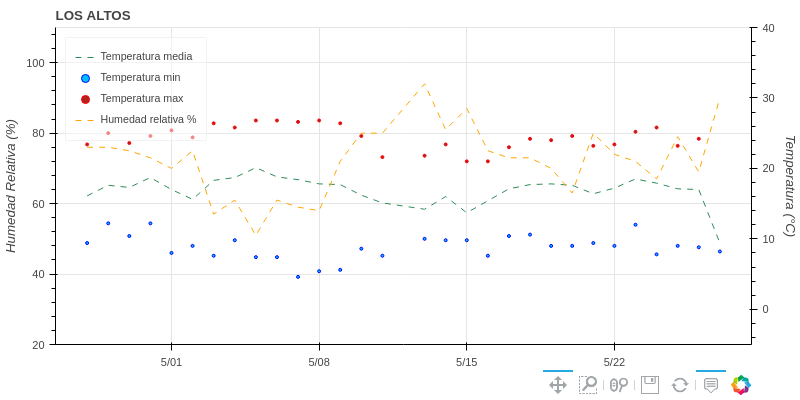 LOS ALTOS
Temperatura media
Temperatura min
Temperatura max
Humedad relativa %
Humedad Relativa (%)
100
80
60
40
20
40
30
20
10
0
Temperatura (°C)
5/01
5/08
5/15
5/22